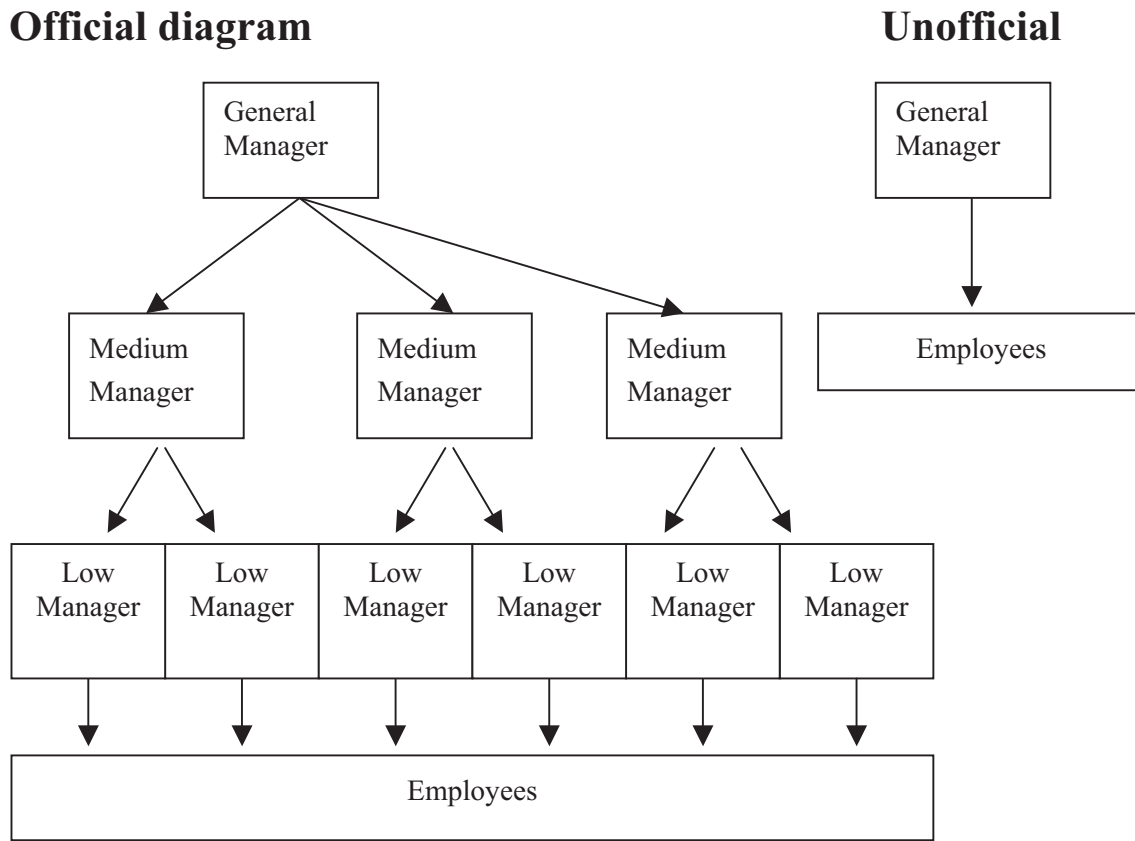 Official diagram
Unofficial
General
Manager
General
Manager
Medium
Manager
Medium
Manager
Medium
Manager
Employees
Low
Manager
Low
Manager
Low
Manager
Low
Manager
Low
Manager
Low
Manager
Employees